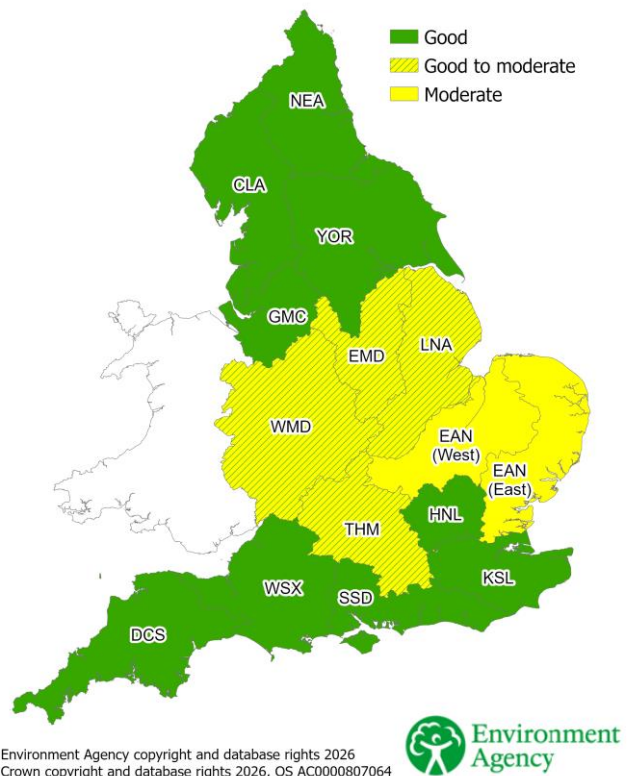 Good
Good to moderate
Moderate
NEA
CLA
YOR
GMC
EMD
LNA
WMD
EAN
(West)
EAN
(East)
HNL
THM
WSX
SSD
KSL
DCS
Environment Agency copyright and database rights 2026
Crown copyright and database rights 2026. OS AC0000807064
Environment
Agency